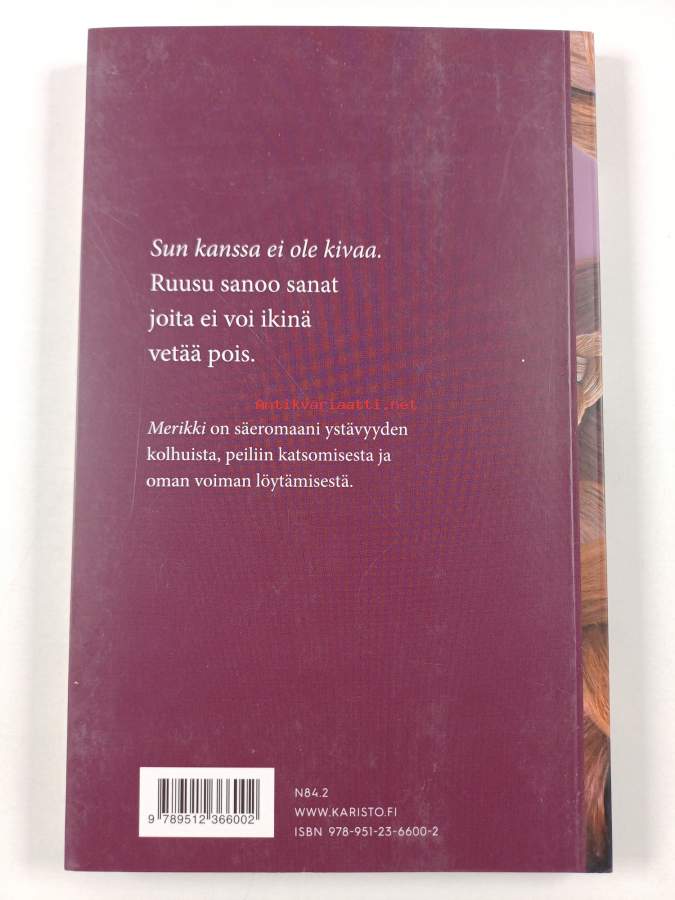 Sun kanssa ei ole kivaa.
Ruusu sanoo sanat
joita ei voi ikinä
vetää pois.
Antikvariaatti.net
Merikki on säeromaani ystävyyden
kolhuista, peiliin katsomisesta ja
oman voiman löytämisestä.
N84.2
WWW.KARISTO.FI
ISBN 978-951-23-6600-2
9 789512 366002